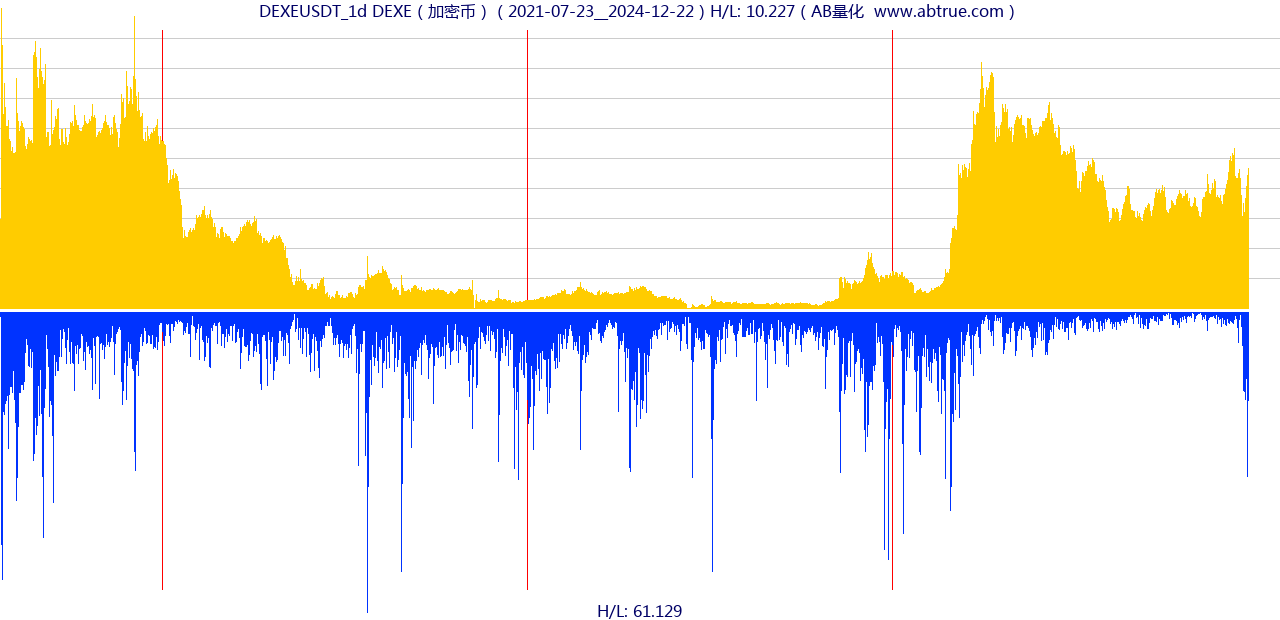 DEXEUSDT_1d DEXE（加密币）（2021-07-23__2024-12-22）H/L: 10.227（AB量化  www.abtrue.com）
H/L: 61.129